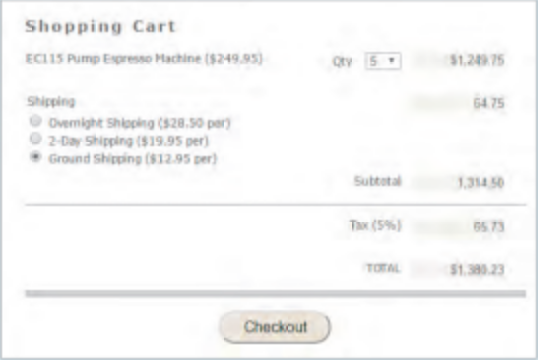 Shopping Cart
EC115 Pump Espresso Machine ($249.95) Qty 5 $1,249.75
Shipping 64.75
Overnight Shipping ($28.50 per)
2-Day Shipping ($19.95 per)
Ground Shipping ($12.95 per)
Subtotal 1,314.50
Tax (5%) 65.73
TOTAL $1,380.23
Checkout